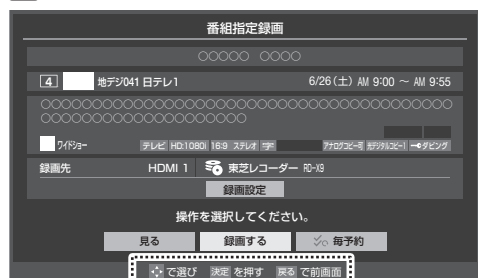 番組指定録画
○○○○○ ○○○○
4 地デジ041 日テレ1 6/26(土) AM 9:00 ～ AM 9:55
○○○○○○○○○○○○○○○○○○○○○○○○○○○○○○○○○○○○○○○○
○○○○○○○○○○○○○○○○○○○○
ワイドショー テレビ HD:1080i 16:9 ステレオ 字幕 アナログコピー可 デジタルコピー1 ダビング
録画先 HDMI 1 東芝レコーダー RD-X9
録画設定
操作を選択してください。
見る 録画する 毎予約
で選び 決定 を押す 戻る で前画面